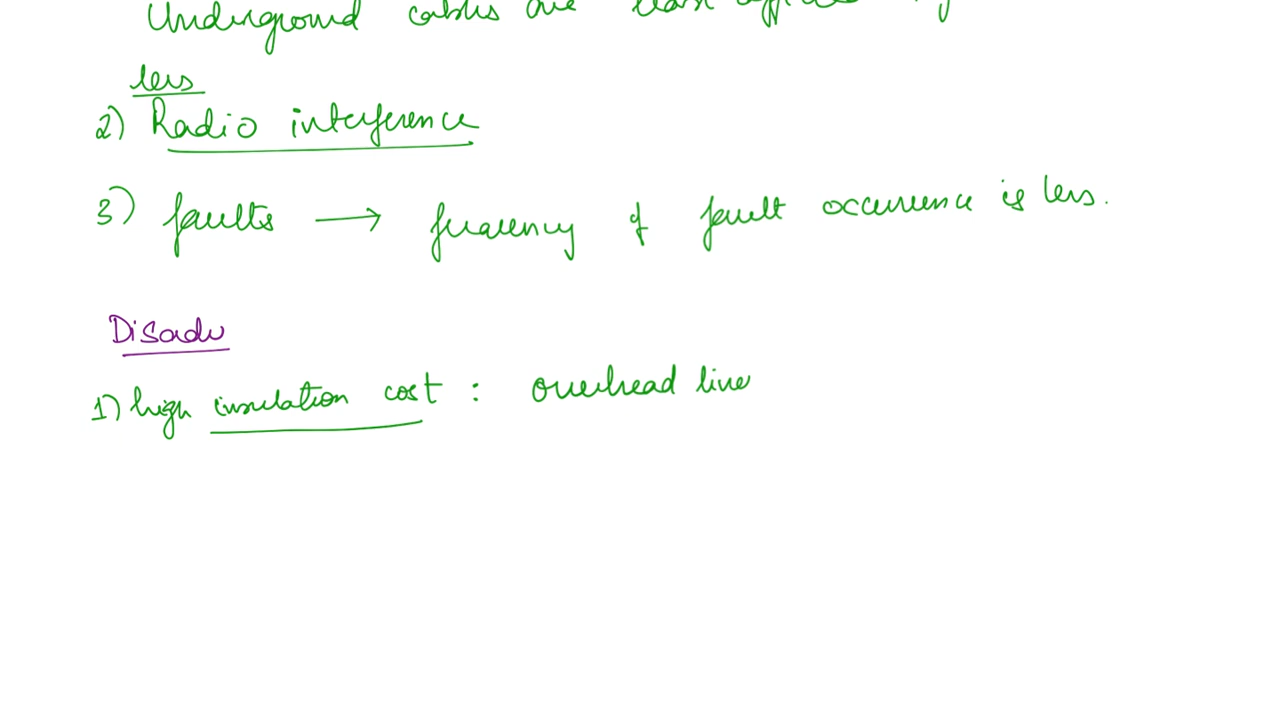 Underground cables are least
less
2) Radio interference
3) faults → frequency of fault occurrence is less.
Disadv
1) high insulation cost : overhead line